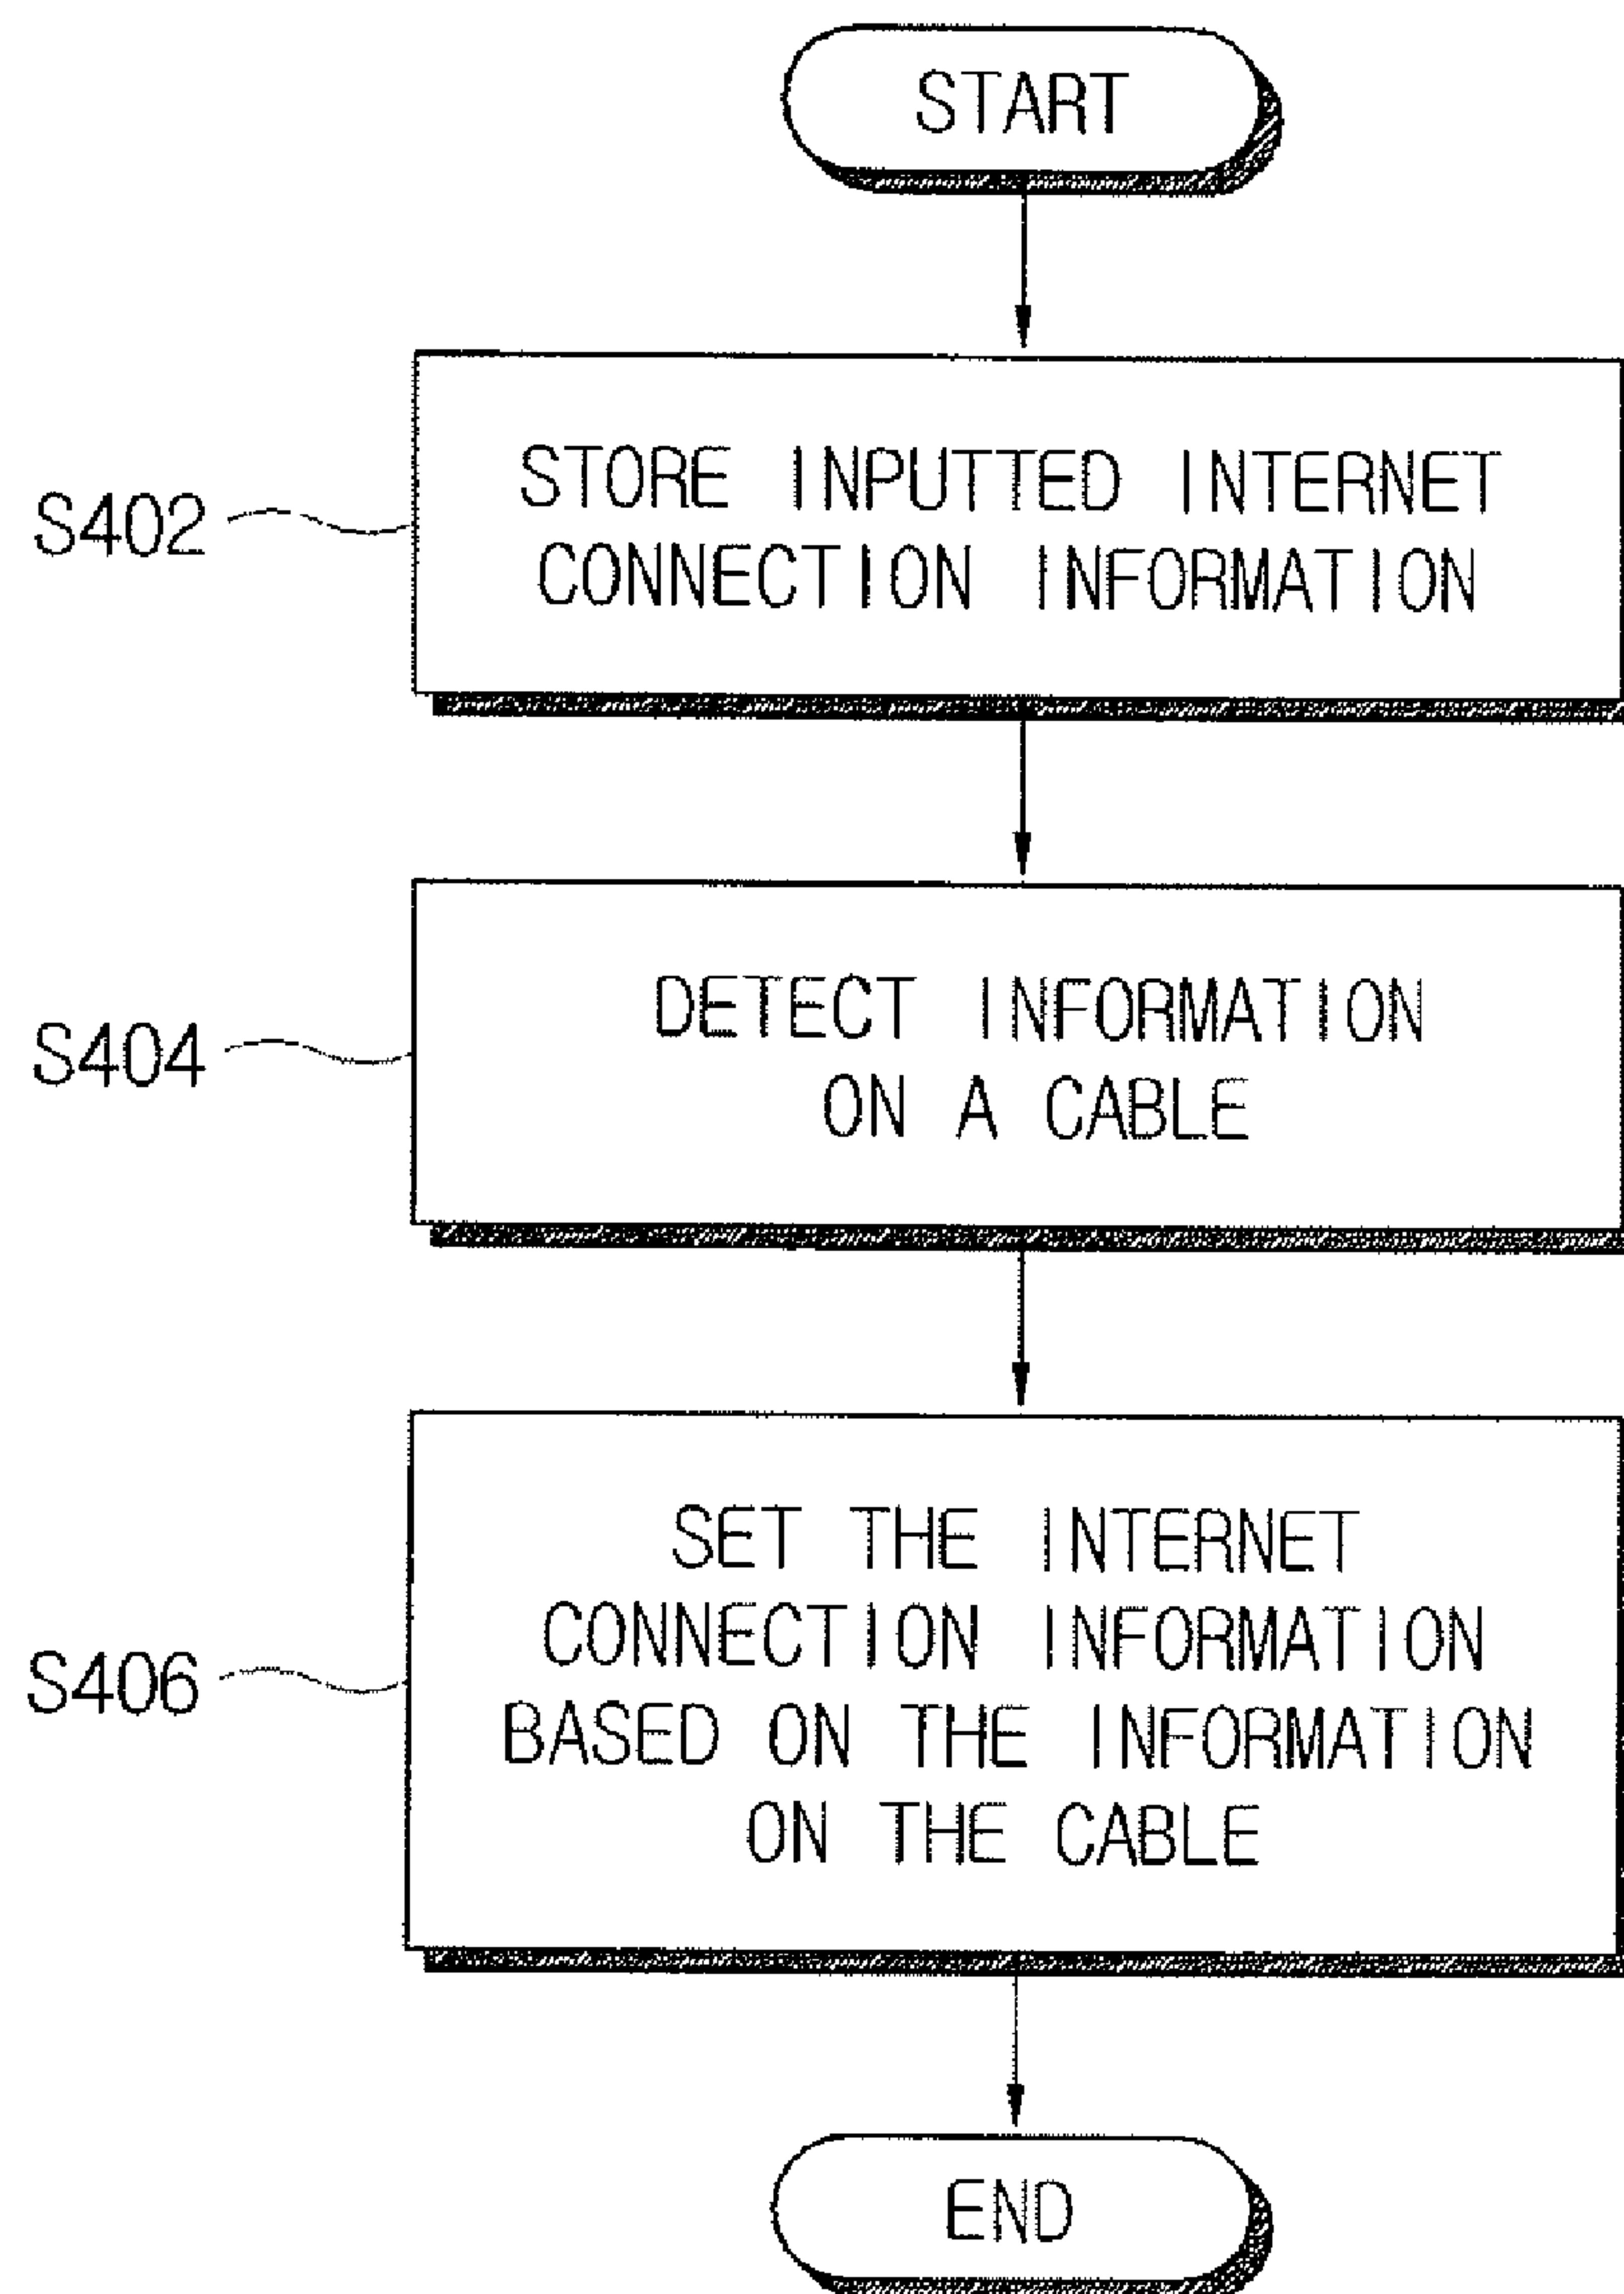 START
S402
STORE INPUTTED INTERNET
CONNECTION INFORMATION
S404
DETECT INFORMATION
ON A CABLE
S406
SET THE INTERNET
CONNECTION INFORMATION
BASED ON THE INFORMATION
ON THE CABLE
END